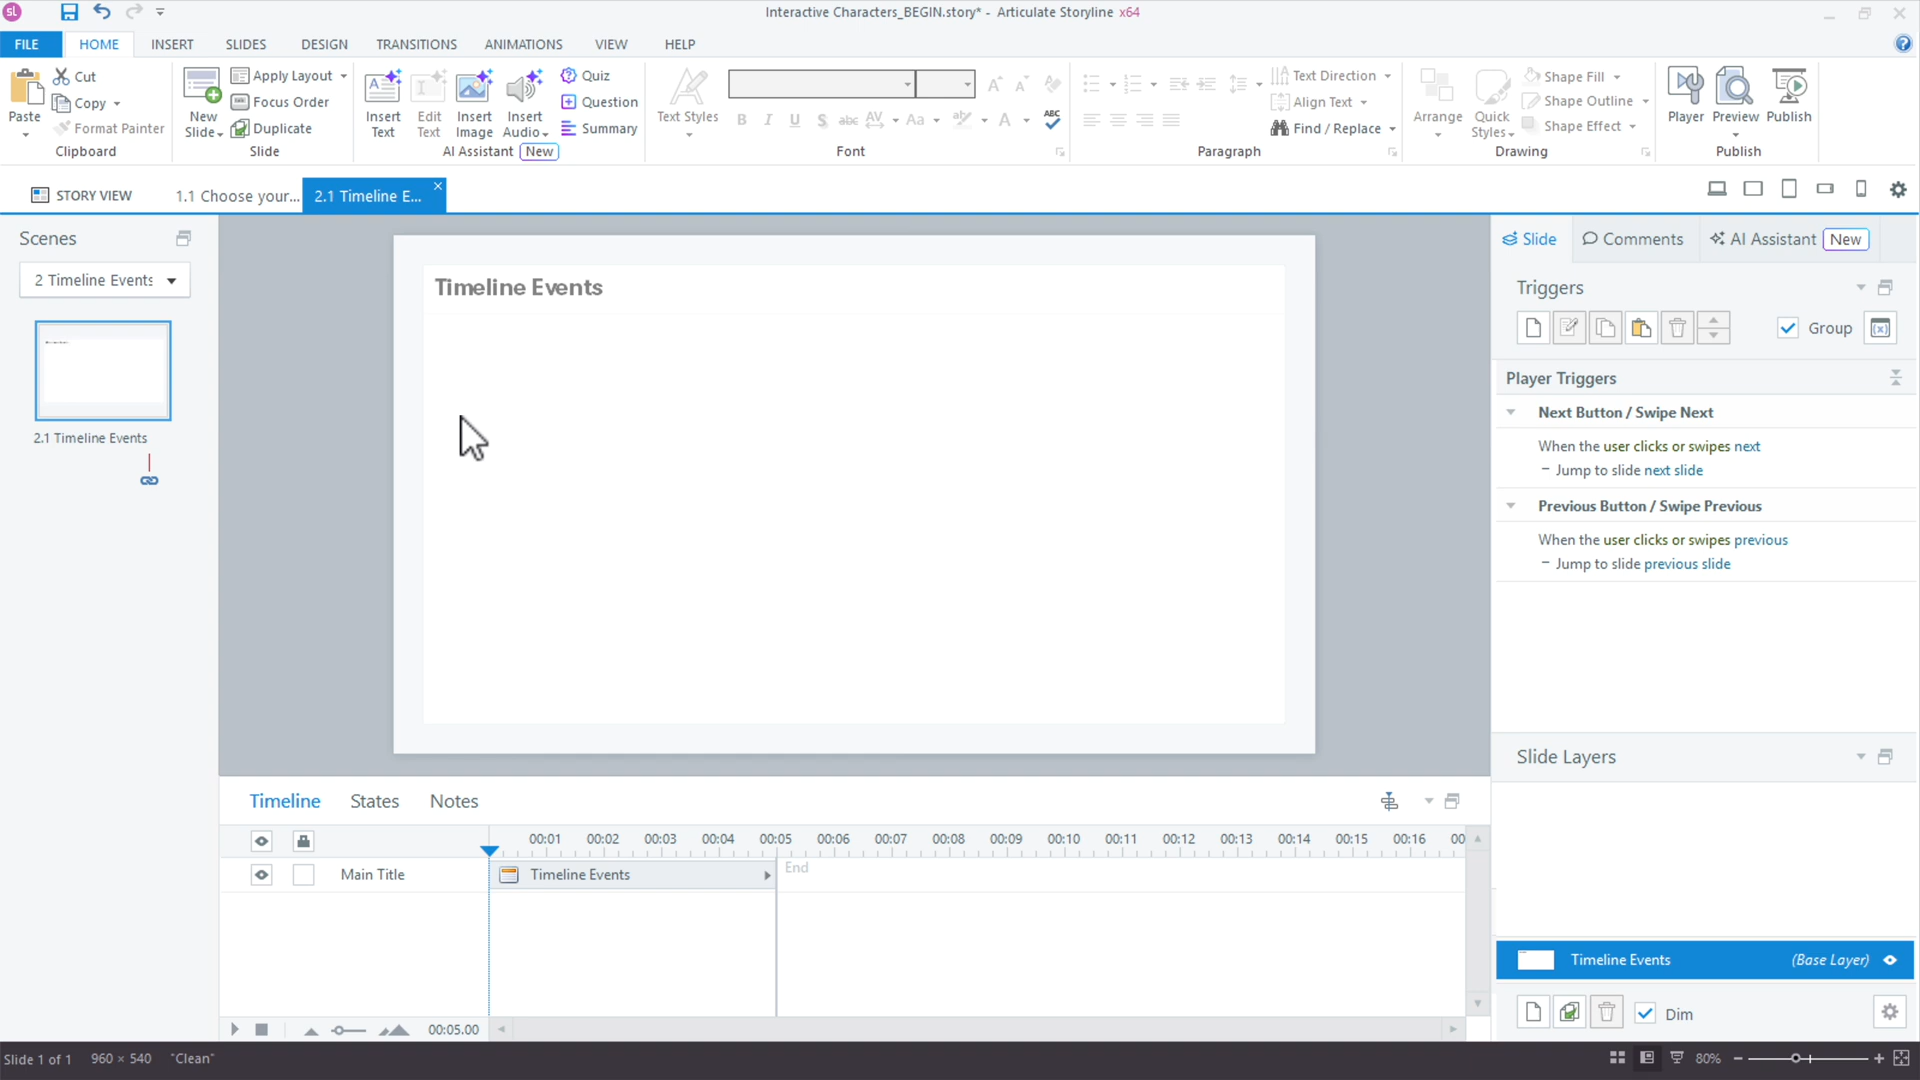 sl
Interactive Characters_BEGIN.story* - Articulate Storyline x64
FILE HOME INSERT SLIDES DESIGN TRANSITIONS ANIMATIONS VIEW HELP
Paste
Cut
Copy
Format Painter
Clipboard
New Slide
Apply Layout
Focus Order
Duplicate
Slide
Insert Text
Edit Text
Insert Image
Insert Audio
Quiz
Question
Summary
AI Assistant New
Text Styles
B I U S abc AV Aa A ABC
Font
Text Direction
Align Text
Find / Replace
Paragraph
Arrange
Quick Styles
Shape Fill
Shape Outline
Shape Effect
Drawing
Player
Preview
Publish
Publish
STORY VIEW 1.1 Choose your... 2.1 Timeline E...
Scenes
2 Timeline Events
2.1 Timeline Events
Timeline Events
Slide Comments AI Assistant New
Triggers
Group
Player Triggers
Next Button / Swipe Next
When the user clicks or swipes next
– Jump to slide next slide
Previous Button / Swipe Previous
When the user clicks or swipes previous
– Jump to slide previous slide
Slide Layers
Timeline Events (Base Layer)
Dim
Timeline States Notes
00:01 00:02 00:03 00:04 00:05 00:06 00:07 00:08 00:09 00:10 00:11 00:12 00:13 00:14 00:15 00:16 00
Main Title Timeline Events End
00:05.00
Slide 1 of 1 960 × 540 "Clean" 80%